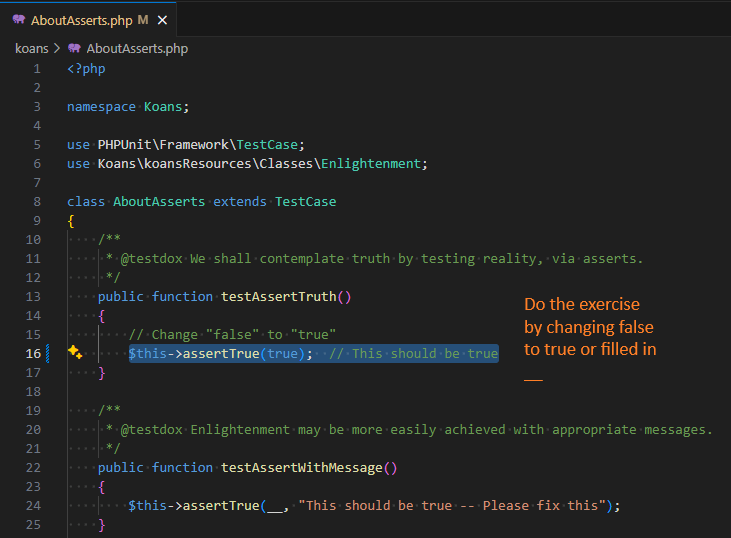 AboutAsserts.php M ×
koans > AboutAsserts.php
1 <?php
2
3 namespace Koans;
4
5 use PHPUnit\Framework\TestCase;
6 use Koans\koansResources\Classes\Enlightenment;
7
8 class AboutAsserts extends TestCase
9 {
10 /**
11 * @testdox We shall contemplate truth by testing reality, via asserts.
12 */
13 public function testAssertTruth()
14 {
15 // Change "false" to "true"
16 $this->assertTrue(true); // This should be true
17 }
18
19 /**
20 * @testdox Enlightenment may be more easily achieved with appropriate messages.
21 */
22 public function testAssertWithMessage()
23 {
24 $this->assertTrue(__, "This should be true -- Please fix this");
25 }
Do the exercise
by changing false
to true or filled in
__